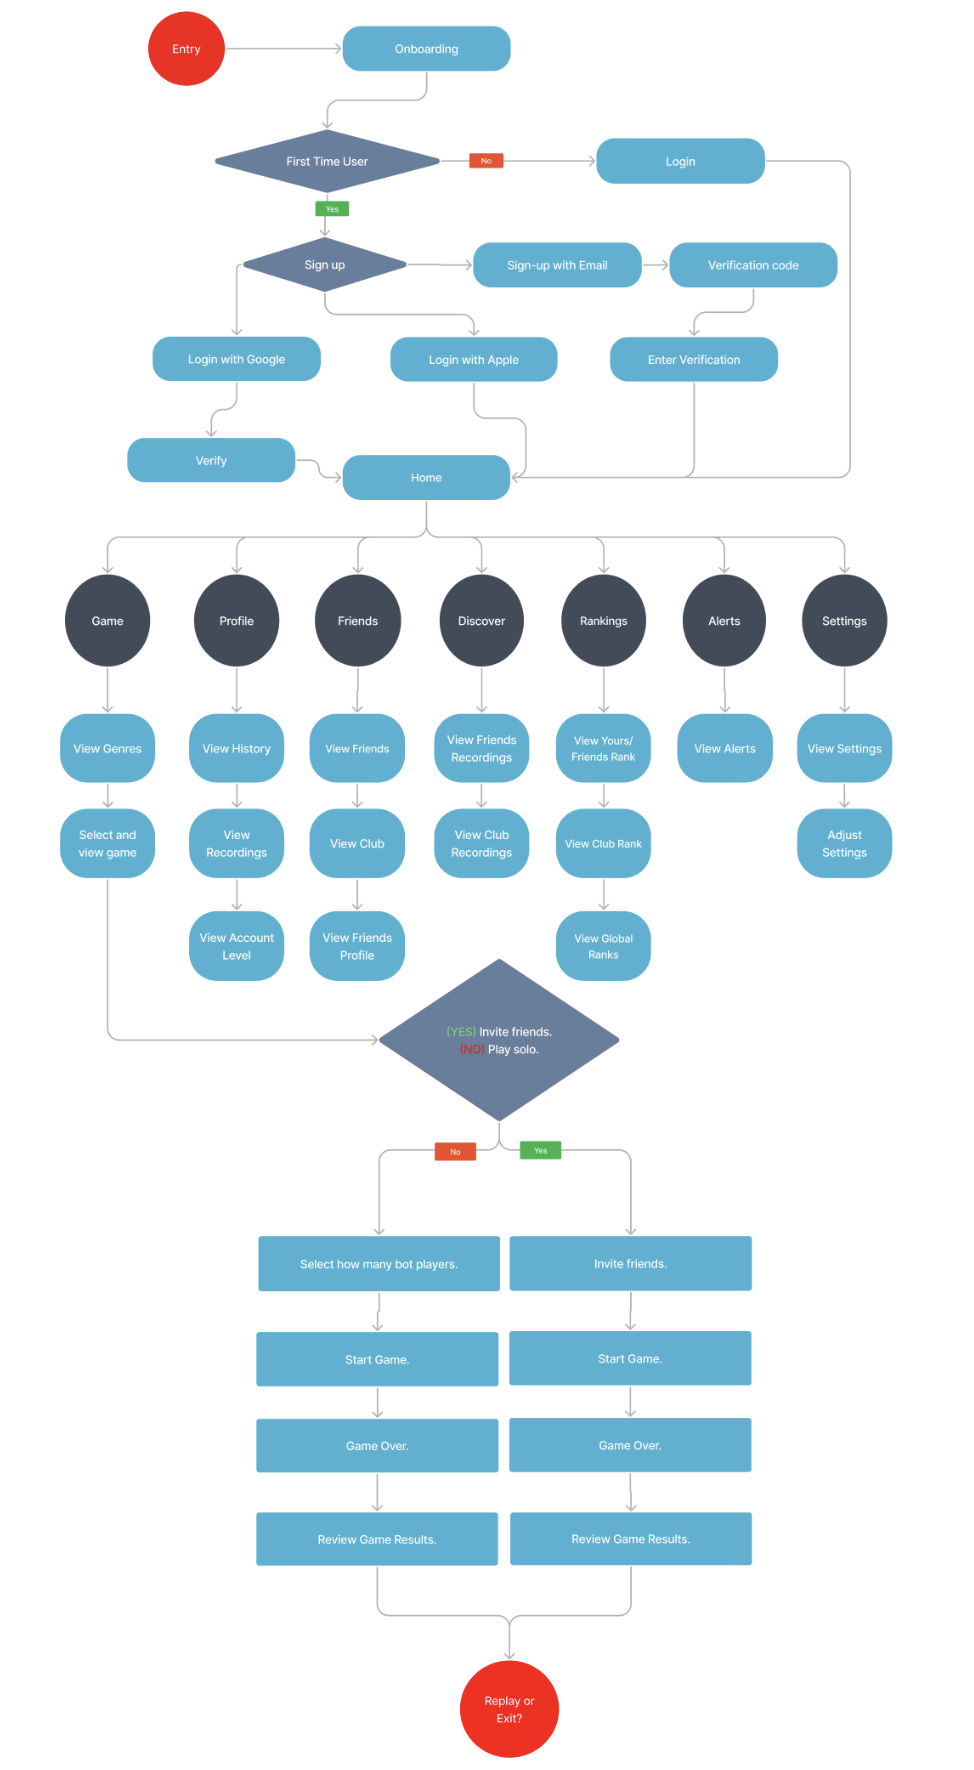 Entry
Onboarding
First Time User
No
Login
Yes
Sign up
Sign-up with Email
Verification code
Login with Google
Login with Apple
Enter Verification
Verify
Home
Game
Profile
Friends
Discover
Rankings
Alerts
Settings
View Genres
View History
View Friends
View Friends
Recordings
View Yours/
Friends Rank
View Alerts
View Settings
Select and
view game
View
Recordings
View Club
View Club
Recordings
View Club Rank
Adjust
Settings
View Account
Level
View Friends
Profile
View Global
Ranks
(YES) Invite friends.
(NO) Play solo.
No
Yes
Select how many bot players.
Invite friends.
Start Game.
Start Game.
Game Over.
Game Over.
Review Game Results.
Review Game Results.
Replay or
Exit?